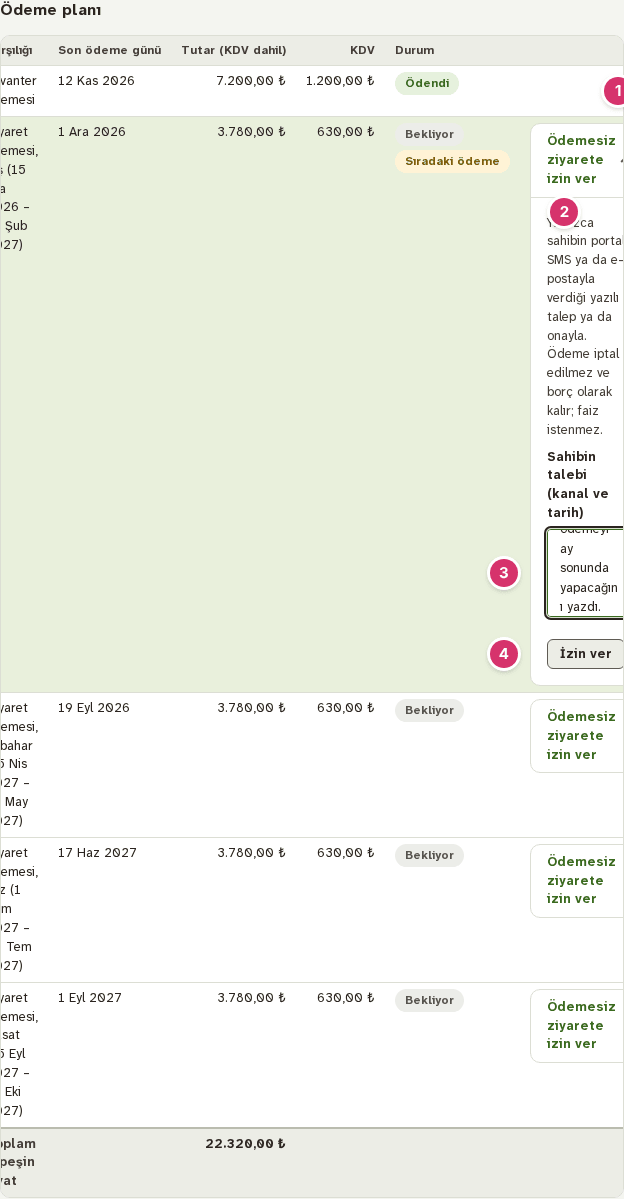 Ödeme planı
rşılığı Son ödeme günü Tutar (KDV dahil) KDV Durum
vanter 12 Kas 2026 7.200,00 ₺ 1.200,00 ₺ Ödendi 1
emesi
yaret 1 Ara 2026 3.780,00 ₺ 630,00 ₺ Bekliyor
emesi, Sıradaki ödeme
ş (15
a
026 –
Şub
027)
Ödemesiz
ziyarete
izin ver
2
sahibin porta
SMS ya da e-
postayla
verdiği yazılı
talep ya da
onayla.
Ödeme iptal
edilmez ve
borç olarak
kalır; faiz
istenmez.
Sahibin
talebi
(kanal ve
tarih)
ödemeyi
ay
3 sonunda
yapacağın
ı yazdı.
4 İzin ver
yaret 19 Eyl 2026 3.780,00 ₺ 630,00 ₺ Bekliyor
emesi,
bahar
5 Nis
027 –
May
027)
Ödemesiz
ziyarete
izin ver
yaret 17 Haz 2027 3.780,00 ₺ 630,00 ₺ Bekliyor
emesi,
z (1
m
027 –
Tem
027)
Ödemesiz
ziyarete
izin ver
yaret 1 Eyl 2027 3.780,00 ₺ 630,00 ₺ Bekliyor
emesi,
sat
5 Eyl
027 –
Eki
027)
Ödemesiz
ziyarete
izin ver
oplam 22.320,00 ₺
peşin
yat